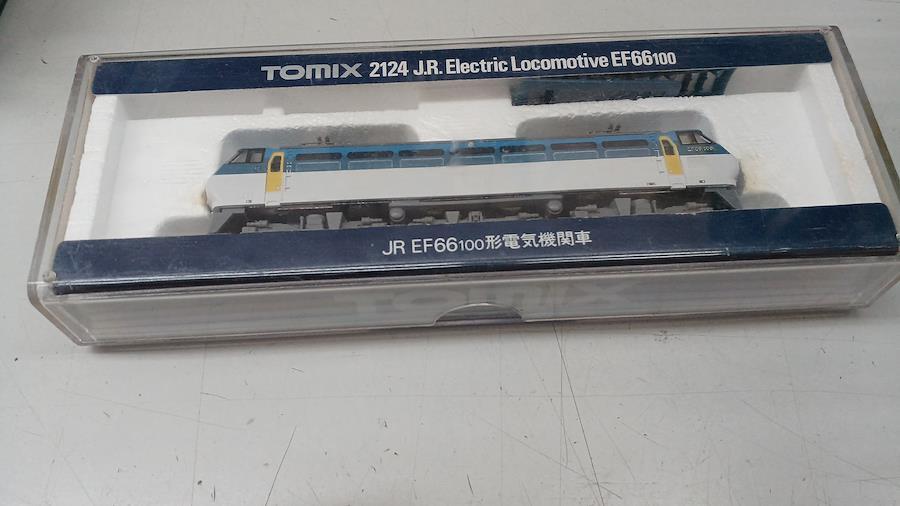 TOMIX 2124 J.R. Electric Locomotive EF66100
JR EF66100形電気機関車
TOMIX